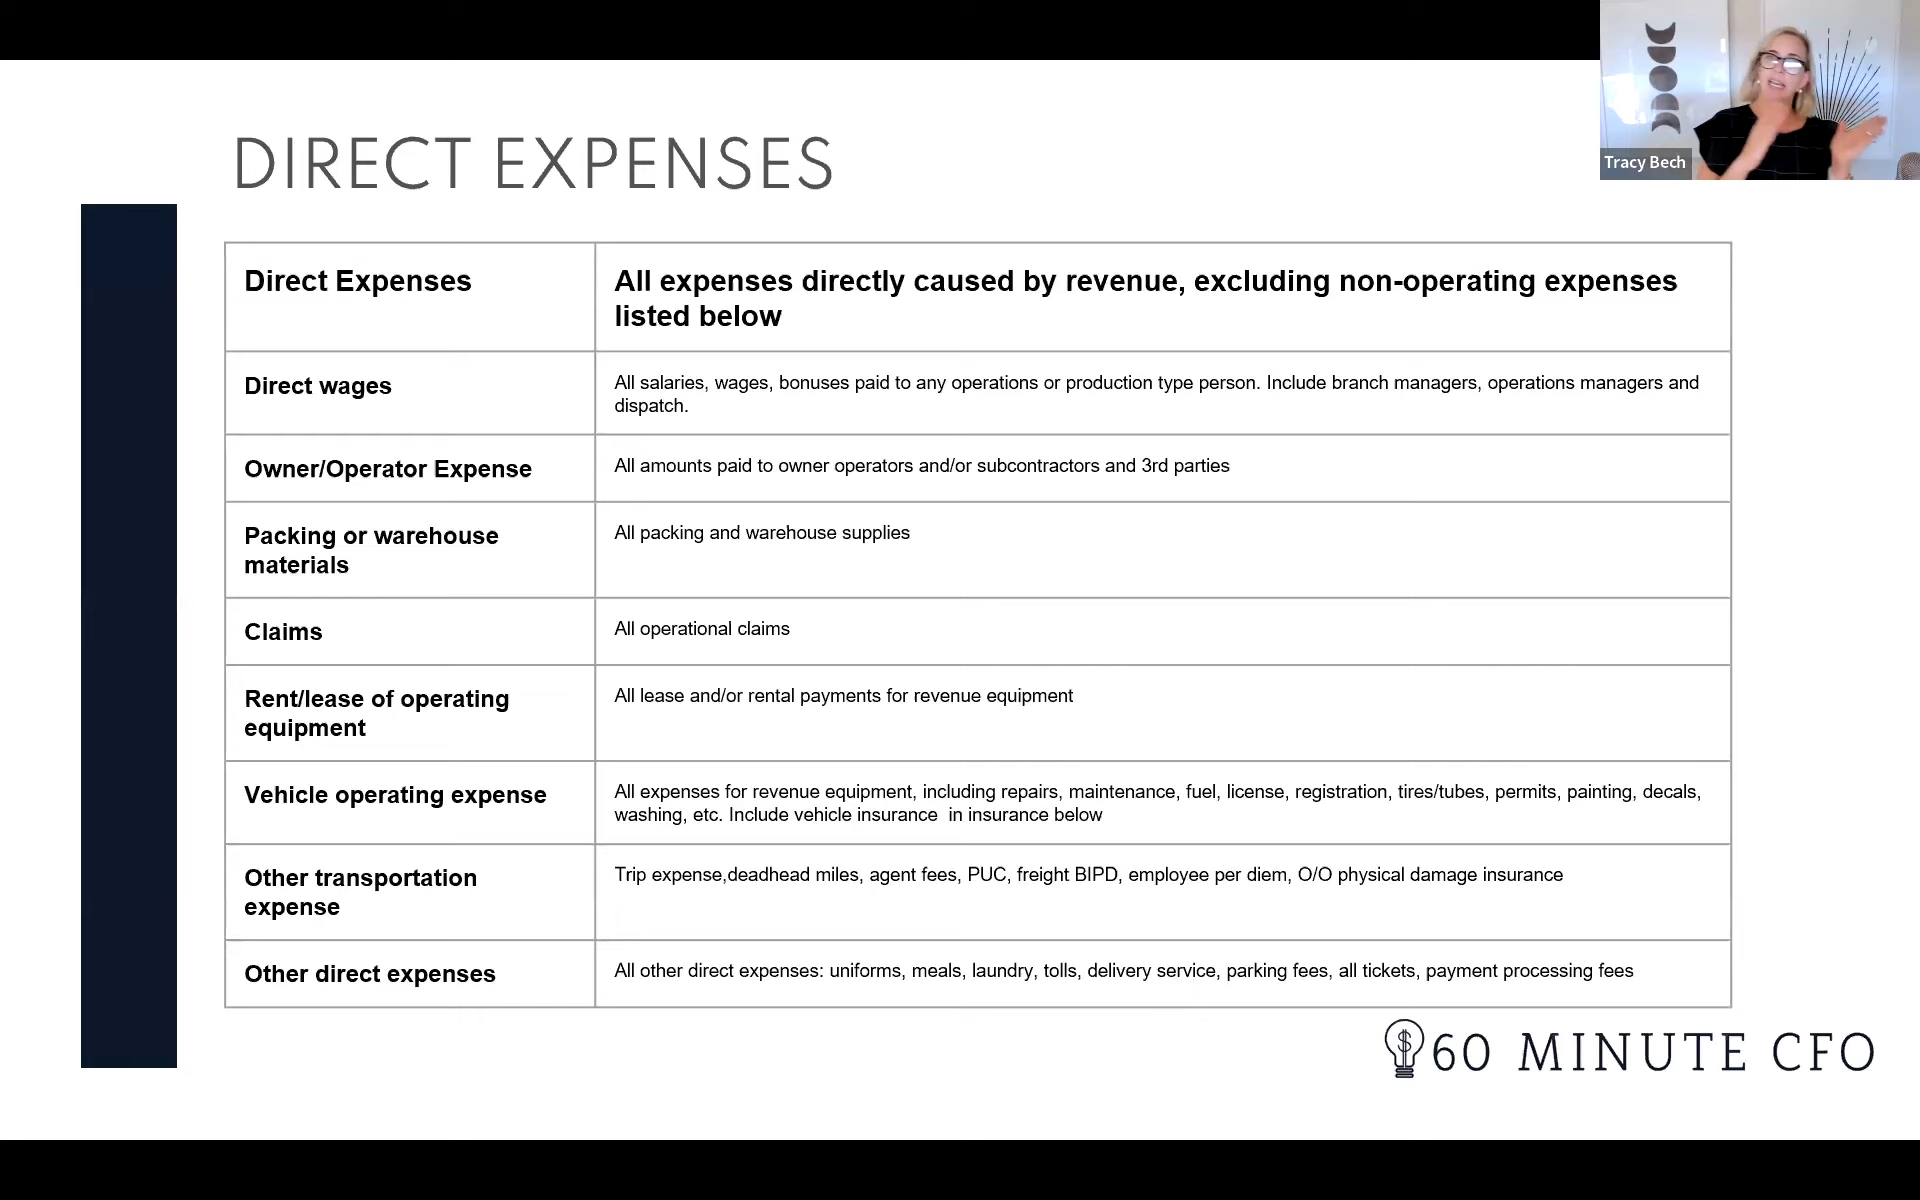 Tracy Bech
DIRECT EXPENSES
Direct Expenses
All expenses directly caused by revenue, excluding non-operating expenses
listed below
Direct wages
All salaries, wages, bonuses paid to any operations or production type person. Include branch managers, operations managers and
dispatch.
Owner/Operator Expense
All amounts paid to owner operators and/or subcontractors and 3rd parties
Packing or warehouse
materials
All packing and warehouse supplies
Claims
All operational claims
Rent/lease of operating
equipment
All lease and/or rental payments for revenue equipment
Vehicle operating expense
All expenses for revenue equipment, including repairs, maintenance, fuel, license, registration, tires/tubes, permits, painting, decals,
washing, etc. Include vehicle insurance  in insurance below
Other transportation
expense
Trip expense,deadhead miles, agent fees, PUC, freight BIPD, employee per diem, O/O physical damage insurance
Other direct expenses
All other direct expenses: uniforms, meals, laundry, tolls, delivery service, parking fees, all tickets, payment processing fees
$ 60 MINUTE CFO